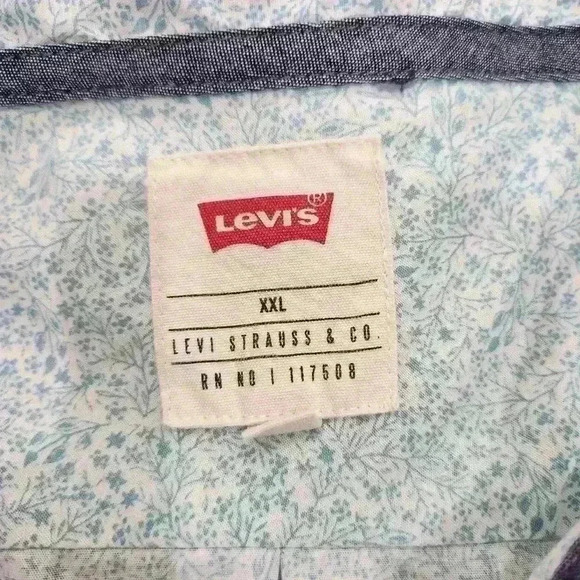 LEVI'S®
XXL
LEVI STRAUSS & CO.
RN NO | 117508